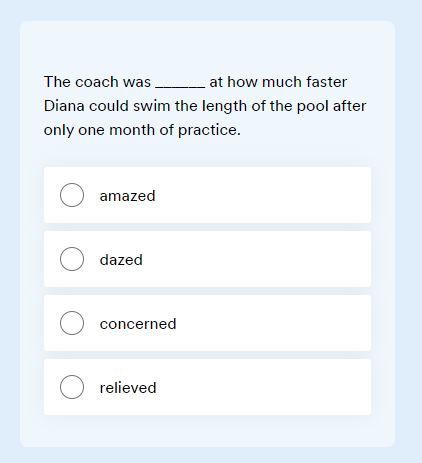 The coach was ______ at how much faster
Diana could swim the length of the pool after
only one month of practice.
amazed
dazed
concerned
relieved